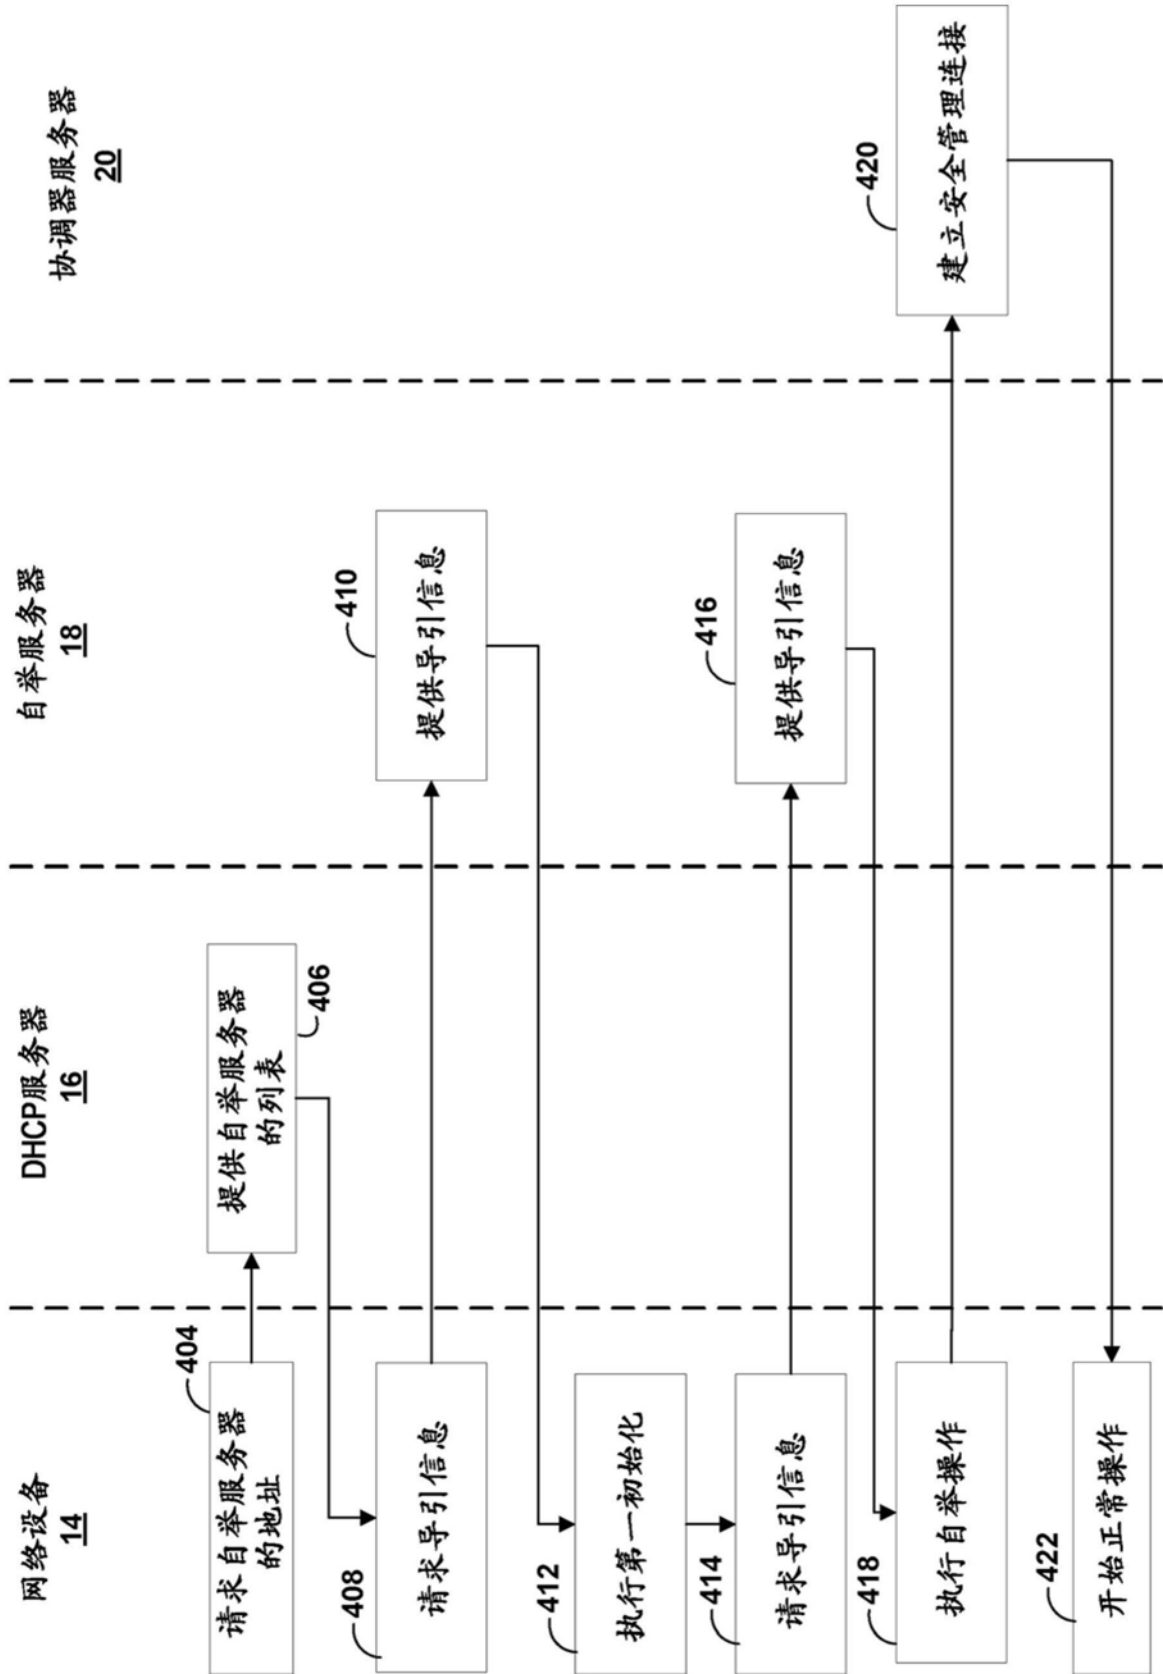 网络设备
14
DHCP服务器
16
自举服务器
18
协调器服务器
20
404
请求自举服务器
的地址
提供自举服务器
的列表
406
408
请求导引信息
410
提供导引信息
412
执行第一初始化
414
请求导引信息
416
提供导引信息
418
执行自举操作
420
建立安全管理连接
422
开始正常操作